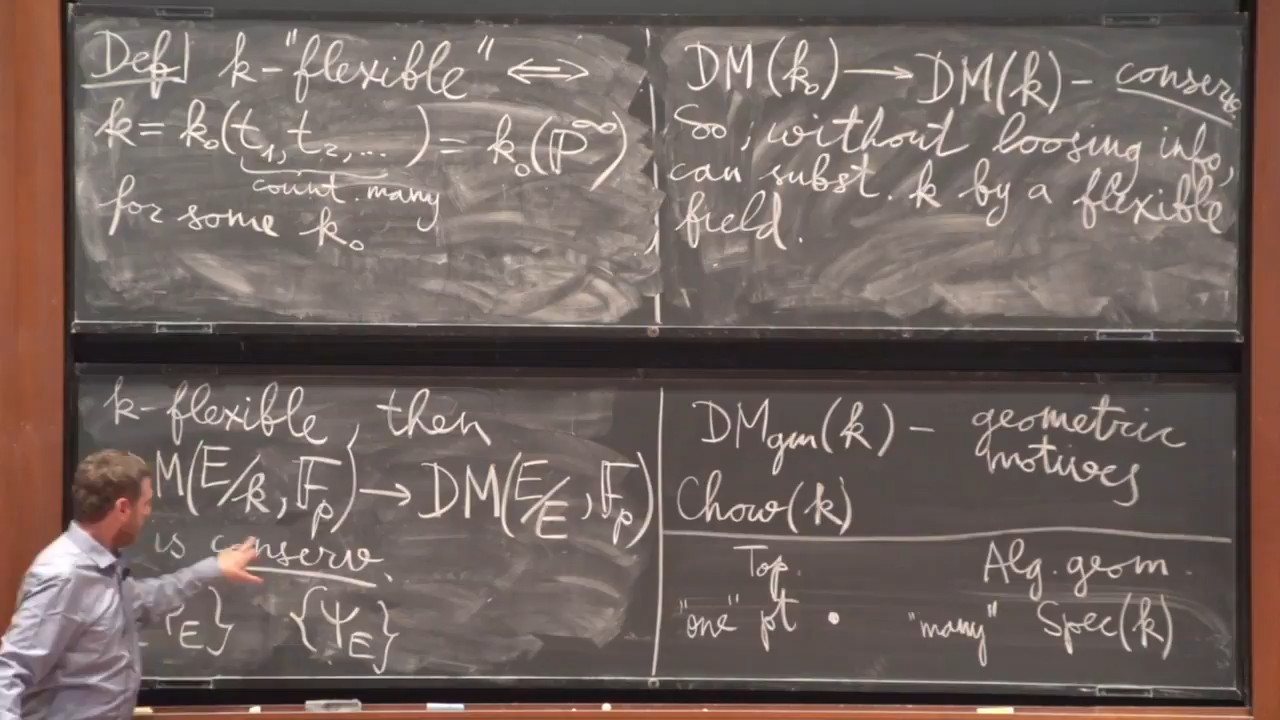 Def k-"flexible" ⟺
k = k₀(t₁, t₂, ...) = k₀(ℙ^∞)
count. many
for some k₀
DM(k₀) → DM(k) - conserv.
So, without loosing info,
can subst. k by a flexible
field.
k-flexible, then
M(E/k, 𝔽ₚ) → DM(E/E, 𝔽ₚ)
is conserv.
E} {Ψ_E}
DMgm(k) - geometric
motives
Chow(k)
Top. Alg. geom.
"one" pt • "many" Spec(k)